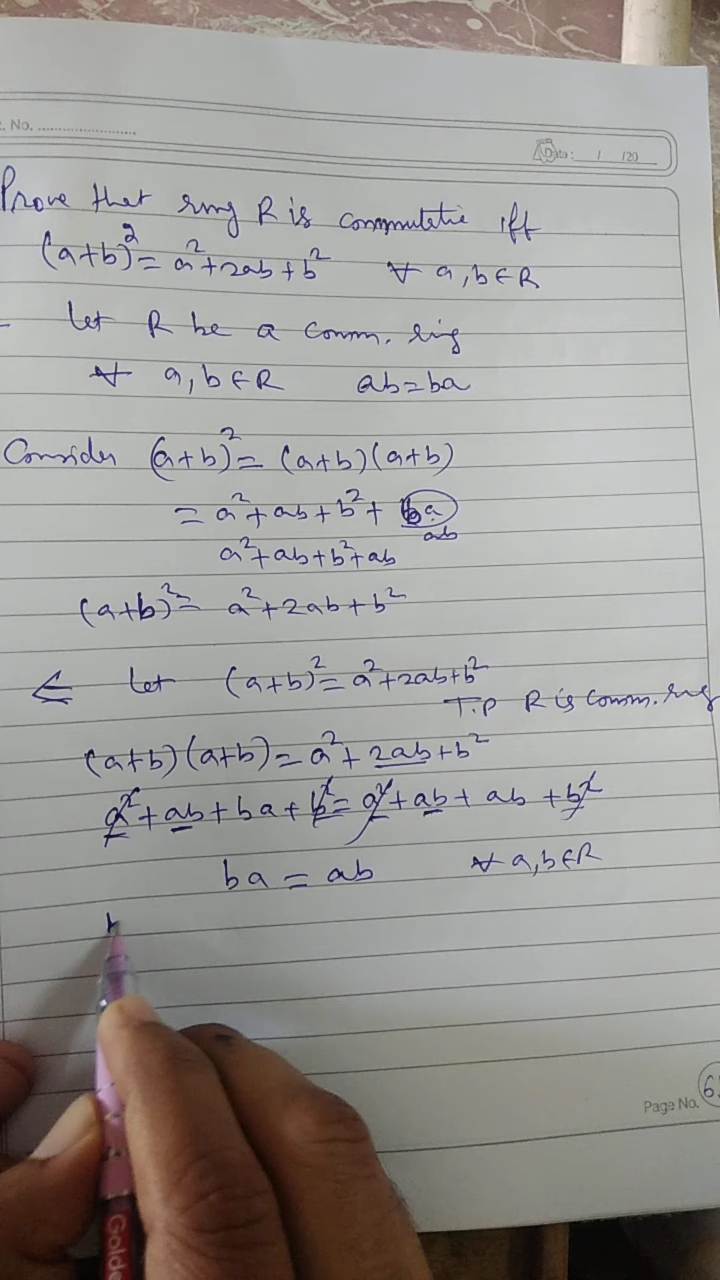 . No. ........................
Date: / /20
Prove that ring R is commutatie iff
(a+b)² = a²+2ab+b² ∀ a,b∈R
Let R be a comm. ring
∀ a,b∈R ab=ba
Consider (a+b)² = (a+b)(a+b)
= a²+ab+b²+ ba
ab
a²+ab+b²+ab
(a+b)² = a²+2ab+b²
⇐ Let (a+b)² = a²+2ab+b²
T.P R is comm. ring
(a+b)(a+b) = a²+2ab+b²
a²+ab+ba+b² = a²+ab+ab+b²
ba = ab ∀ a,b∈R
Page No.
Golde